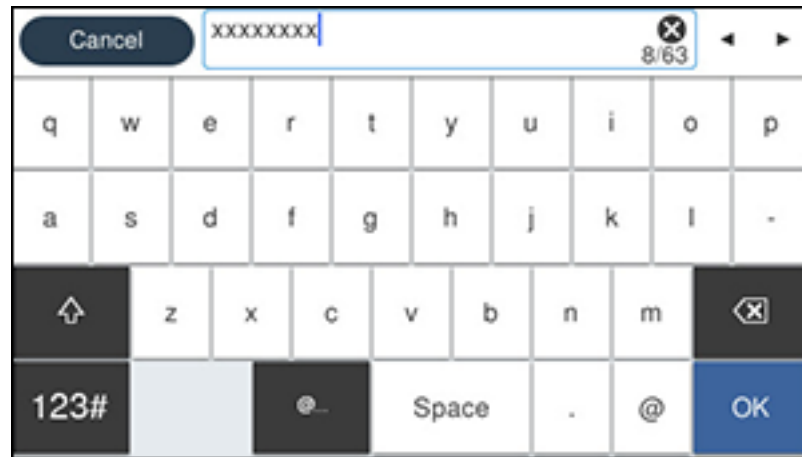 Cancel xxxxxxxx 8/63
q w e r t y u i o p
a s d f g h j k l -
z x c v b n m
123# @... Space . @ OK